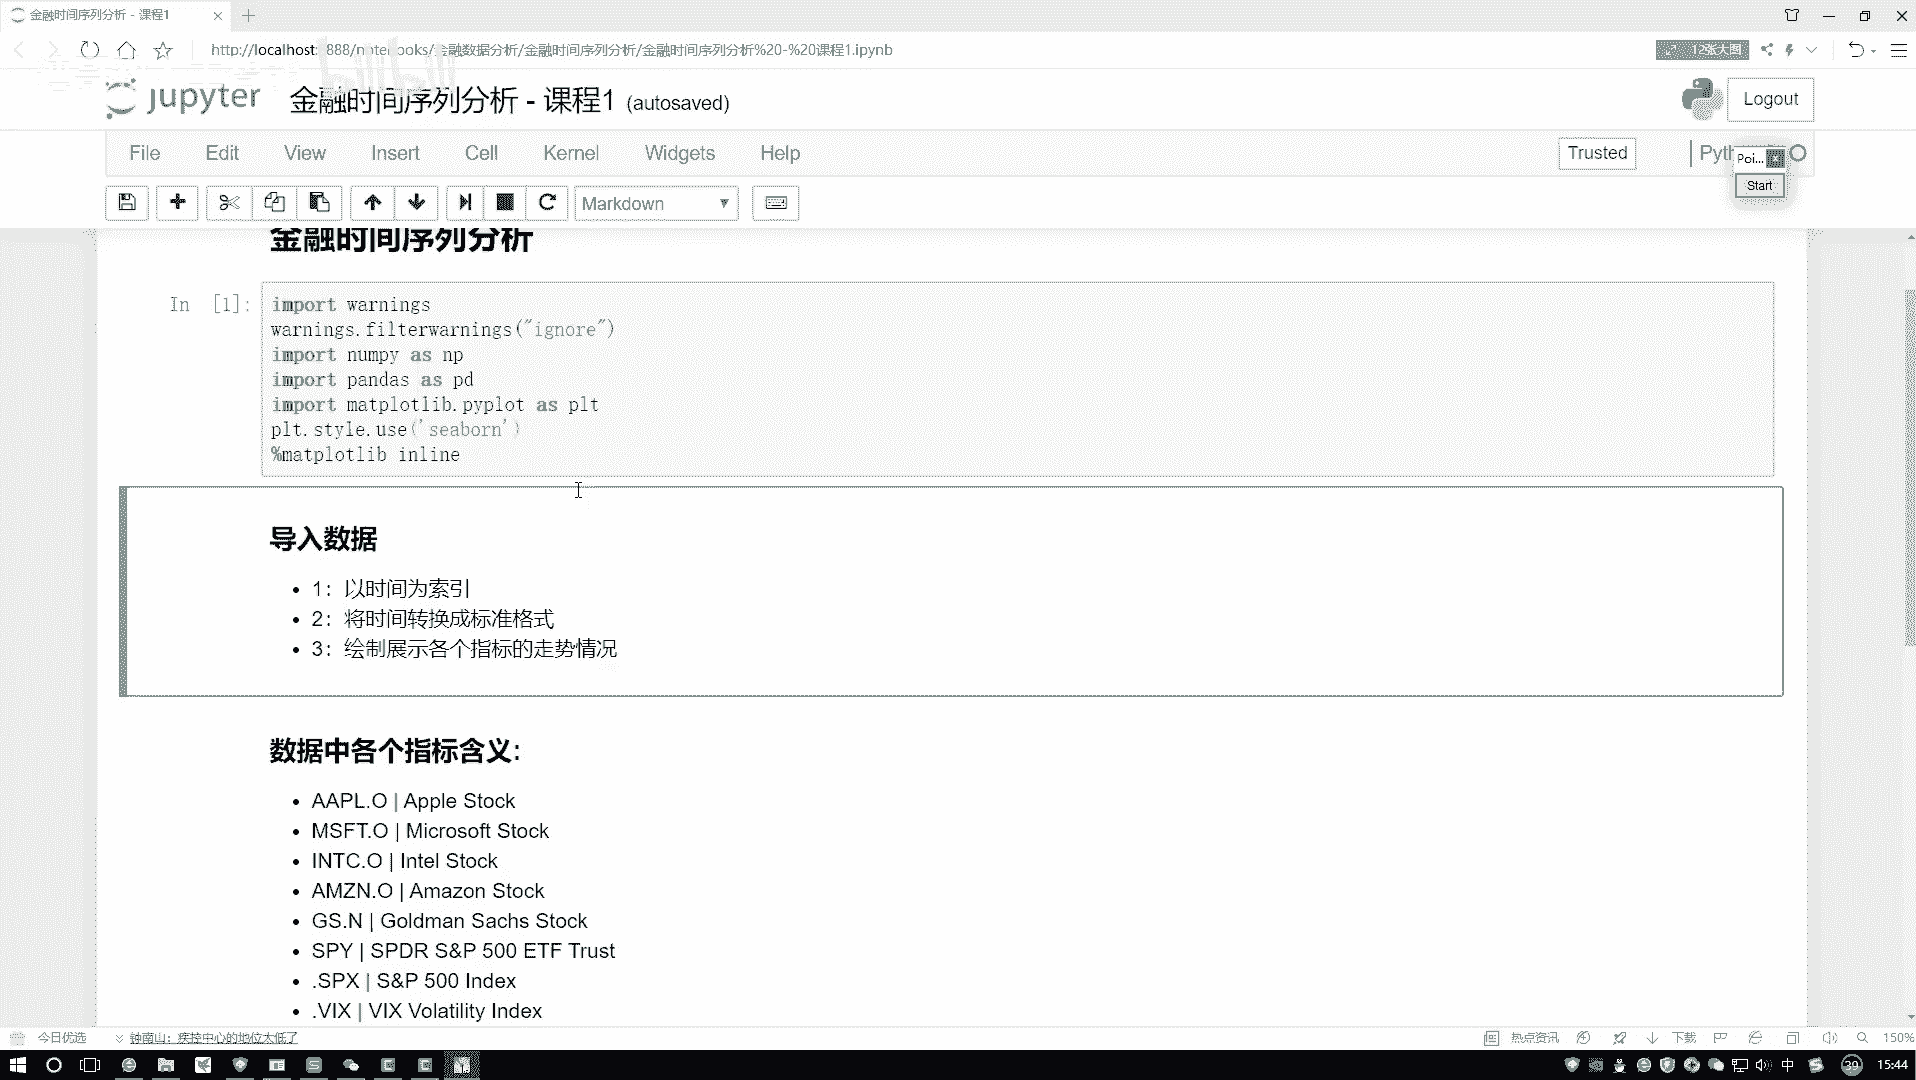 金融时间序列分析 - 课程1
http://localhost:8888/notebooks/金融数据分析/金融时间序列分析/金融时间序列分析%20-%20课程1.ipynb
12张大图
bilibili
jupyter
金融时间序列分析 - 课程1 (autosaved)
Logout
File Edit View Insert Cell Kernel Widgets Help
Trusted
Poi...
Start
Markdown
金融时间序列分析
In [1]:
import warnings
warnings.filterwarnings("ignore")
import numpy as np
import pandas as pd
import matplotlib.pyplot as plt
plt.style.use('seaborn')
%matplotlib inline
导入数据
1：以时间为索引
2：将时间转换成标准格式
3：绘制展示各个指标的走势情况
数据中各个指标含义:
AAPL.O | Apple Stock
MSFT.O | Microsoft Stock
INTC.O | Intel Stock
AMZN.O | Amazon Stock
GS.N | Goldman Sachs Stock
SPY | SPDR S&P 500 ETF Trust
.SPX | S&P 500 Index
.VIX | VIX Volatility Index
今日优选
钟南山：疾控中心的地位太低了
热点资讯
下载
150%
中
39
15:44